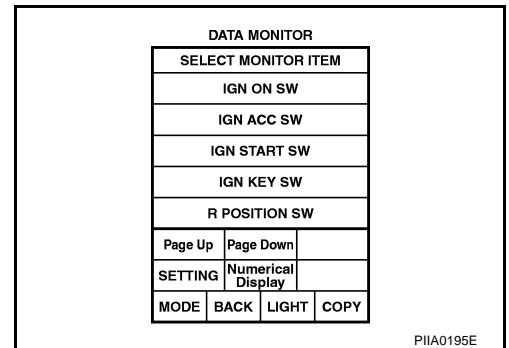 DATA MONITOR
SELECT MONITOR ITEM
IGN ON SW
IGN ACC SW
IGN START SW
IGN KEY SW
R POSITION SW
Page Up Page Down
SETTING Numerical
Display
MODE BACK LIGHT COPY
PIIA0195E